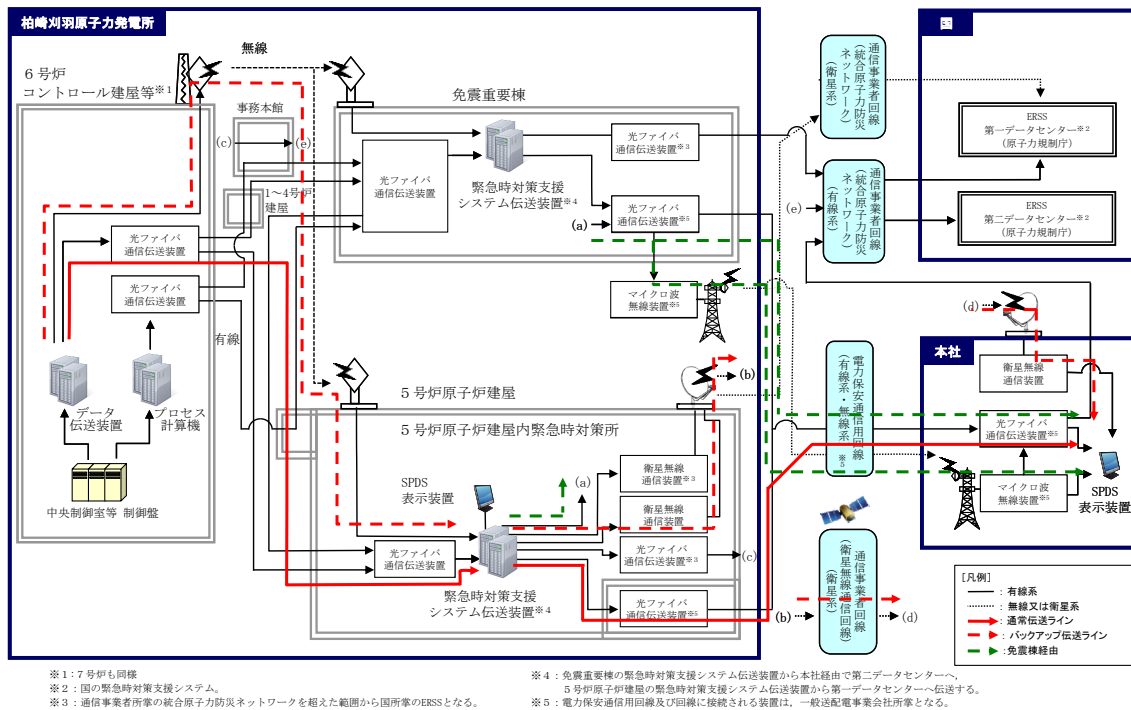 柏崎刈羽原子力発電所
無線
6号炉
コントロール建屋等※1
事務本館
(c)
(e)
1~4号炉
建屋
光ファイバ
通信伝送装置
光ファイバ
通信伝送装置
有線
データ
伝送装置
プロセス
計算機
中央制御室等 制御盤
免震重要棟
光ファイバ
通信伝送装置
緊急時対策支援
システム伝送装置※4
光ファイバ
通信伝送装置※3
光ファイバ
通信伝送装置※5
(a)
マイクロ波
無線装置※5
5号炉原子炉建屋
(b)
5号炉原子炉建屋内緊急時対策所
SPDS
表示装置
(a)
衛星無線
通信装置※3
衛星無線
通信装置
光ファイバ
通信伝送装置
光ファイバ
通信伝送装置※3
(c)
緊急時対策支援
システム伝送装置※4
光ファイバ
通信伝送装置※5
通信事業者回線
(統合原子力防災
ネットワーク)
(衛星系)
通信事業者回線
(統合原子力防災
ネットワーク)
(有線系)
(e)
電力保安通信用回線
(有線系・無線系)※5
通信事業者回線
(衛星無線通信回線)
(衛星系)
(b)
(d)
国
ERSS
第一データセンター※2
(原子力規制庁)
ERSS
第二データセンター※2
(原子力規制庁)
(d)
本社
衛星無線
通信装置
光ファイバ
通信伝送装置※5
マイクロ波
無線装置※5
SPDS
表示装置
[凡例]
:有線系
:無線又は衛星系
:通常伝送ライン
:バックアップ伝送ライン
:免震棟経由
※1:7号炉も同様
※2:国の緊急時対策支援システム。
※3:通信事業者所掌の統合原子力防災ネットワークを超えた範囲から国所掌のERSSとなる。
※4:免震重要棟の緊急時対策支援システム伝送装置から本社経由で第二データセンターへ,
5号炉原子炉建屋の緊急時対策支援システム伝送装置から第一データセンターへ伝送する。
※5:電力保安通信用回線及び回線に接続される装置は,一般送配電事業会社所掌となる。